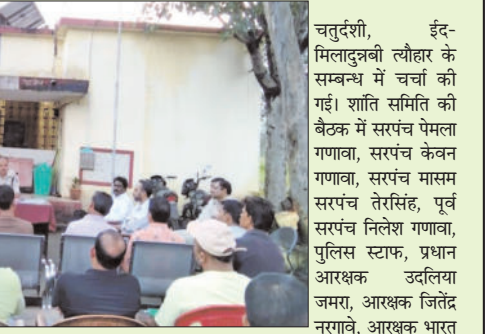 चतुर्दशी, ईद-
मिलादुन्नबी त्यौहार के
सम्बन्ध में चर्चा की
गई। शांति समिति की
बैठक में सरपंच पेमला
गणावा, सरपंच केवन
गणावा, सरपंच मासम
सरपंच तेरसिंह, पूर्व
सरपंच निलेश गणावा,
पुलिस स्टाफ, प्रधान
आरक्षक उदलिया
जमरा, आरक्षक जितेंद्र
नरगावे, आरक्षक भारत